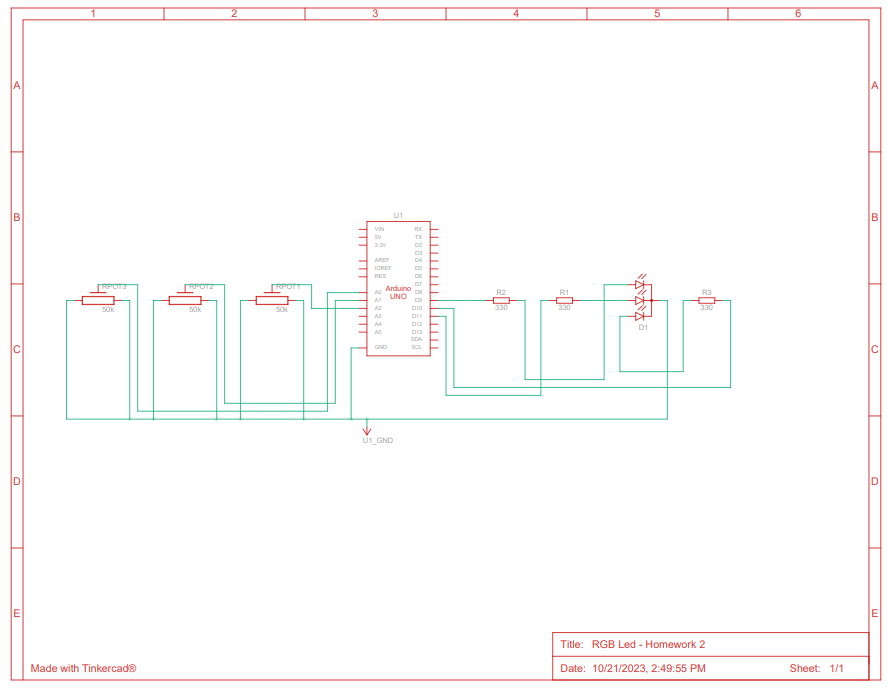 1 2 3 4 5 6
A A
B B
U1
VIN RX
5V TX
3.3V D2
D3
AREF D4
IOREF D5
RES D6
D7
RPOT3 RPOT2 RPOT1
A0 D8
Arduino
UNO
A1 D9
A2 D10
A3 D11
A4 D12
A5 D13
SDA
GND SCL
50k 50k 50k
R2 R1 R3
330 330 330
D1
C C
U1_GND
D D
E E
Title: RGB Led - Homework 2
Made with Tinkercad®
Date: 10/21/2023, 2:49:55 PM Sheet: 1/1